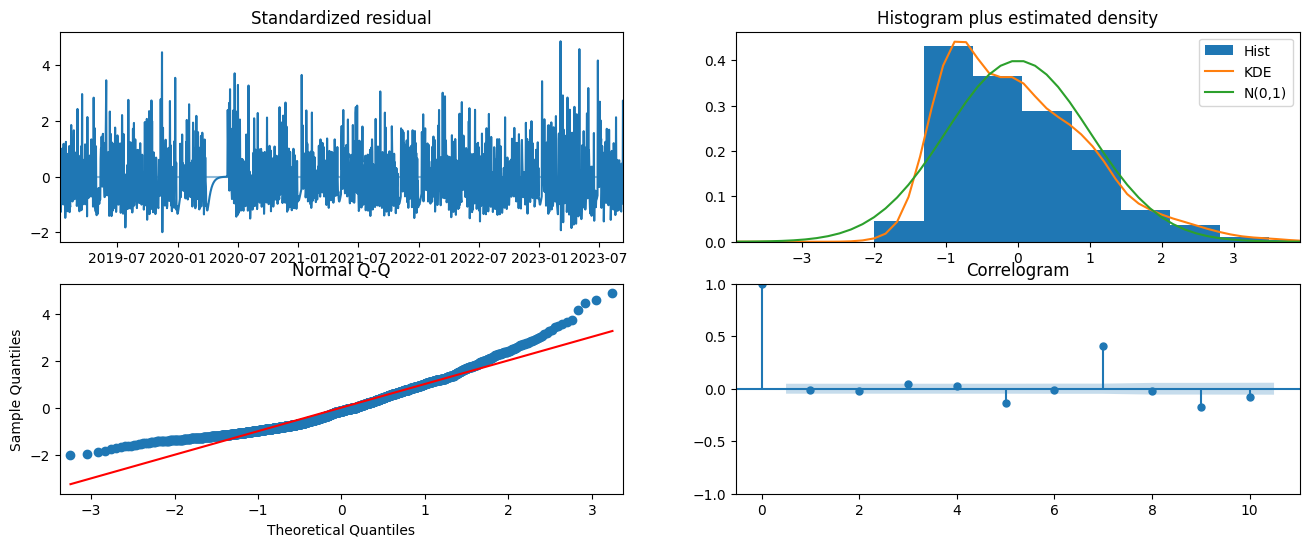 Standardized residual
4
2
0
−2
2019-07 2020-01 2020-07 2021-01 2021-07 2022-01 2022-07 2023-01 2023-07
Histogram plus estimated density
Hist
KDE
N(0,1)
0.4
0.3
0.2
0.1
0.0
−3 −2 −1 0 1 2 3
Normal Q-Q
Sample Quantiles
4
2
0
−2
−3 −2 −1 0 1 2 3
Theoretical Quantiles
Correlogram
1.0
0.5
0.0
−0.5
−1.0
0 2 4 6 8 10